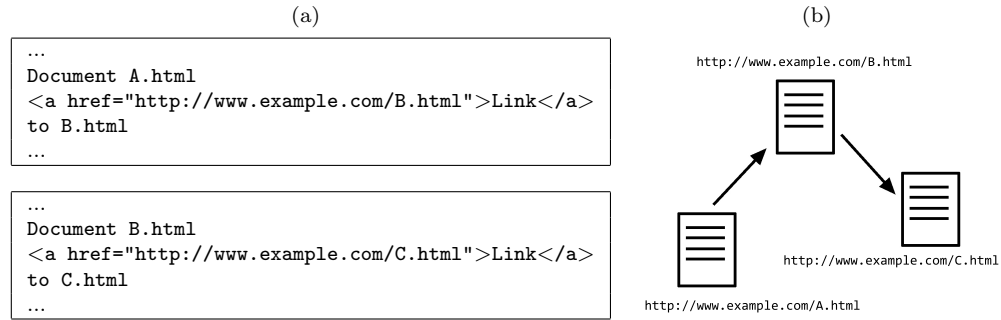 (a)
...
Document A.html
<a href="http://www.example.com/B.html">Link</a>
to B.html
...
...
Document B.html
<a href="http://www.example.com/C.html">Link</a>
to C.html
...
(b)
http://www.example.com/B.html
http://www.example.com/C.html
http://www.example.com/A.html